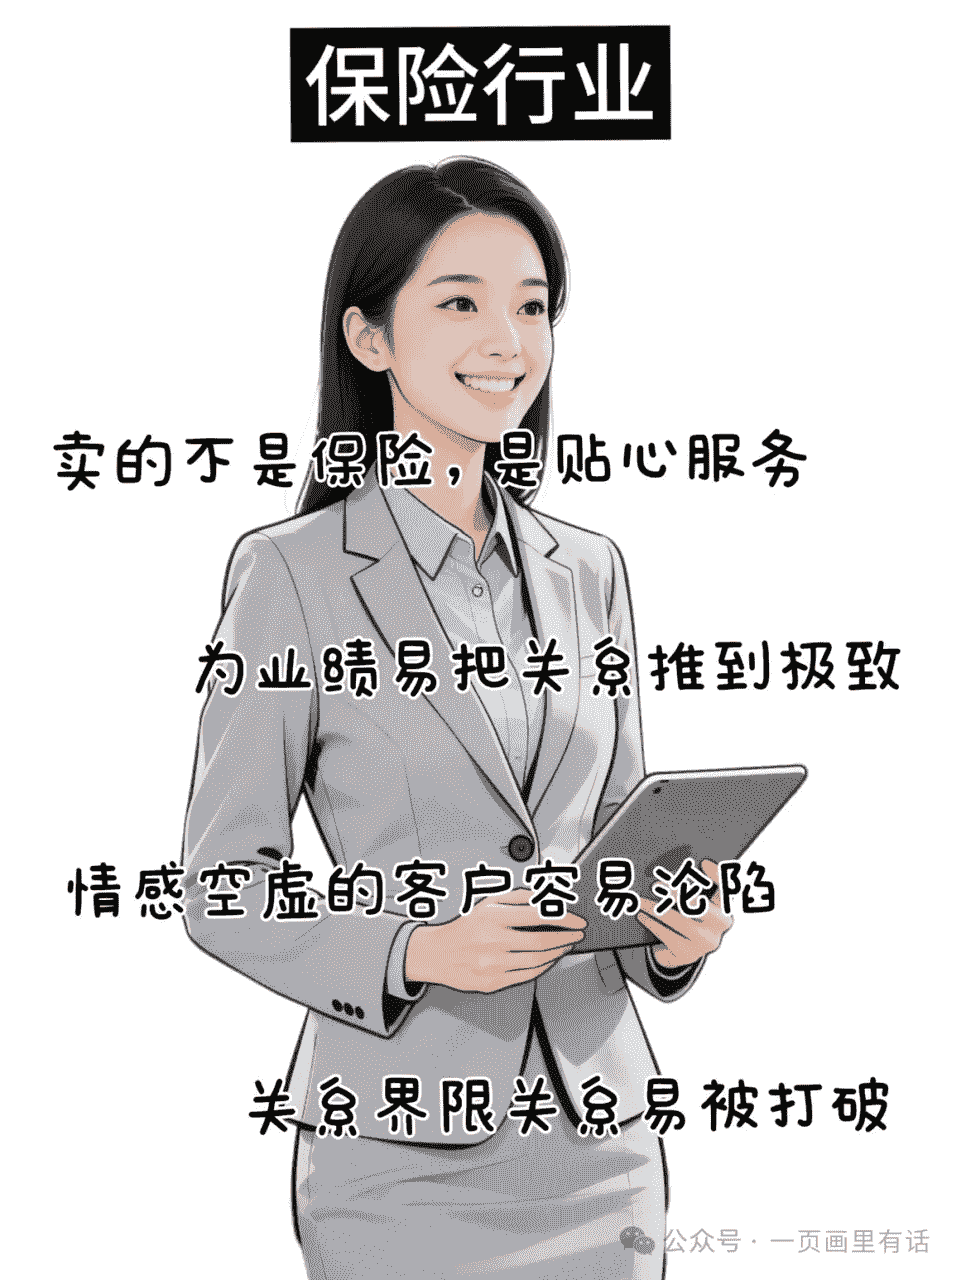 保险行业
卖的不是保险，是贴心服务
为业绩易把关系推到极致
情感空虚的客户容易沦陷
关系界限关系易被打破
公众号·一页画里有话